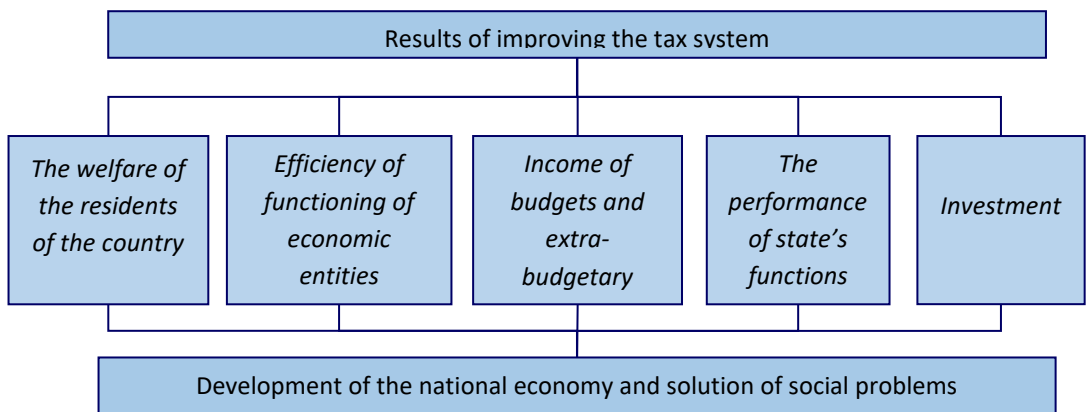 Results of improving the tax system
The welfare of
the residents
of the country
Efficiency of
functioning of
economic
entities
Income of
budgets and
extra-
budgetary
The
performance
of state’s
functions
Investment
Development of the national economy and solution of social problems